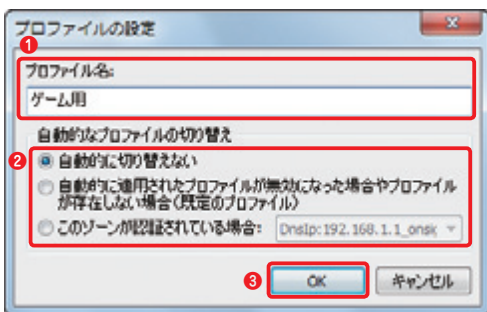 プロファイルの設定
1
プロファイル名:
ゲーム用
自動的なプロファイルの切り替え
2
自動的に切り替えない
自動的に適用されたプロファイルが無効になった場合やプロファイル
が存在しない場合(既定のプロファイル)
このゾーンが認証されている場合: DnsIp:192.168.1.1_onsk
3 OK キャンセル